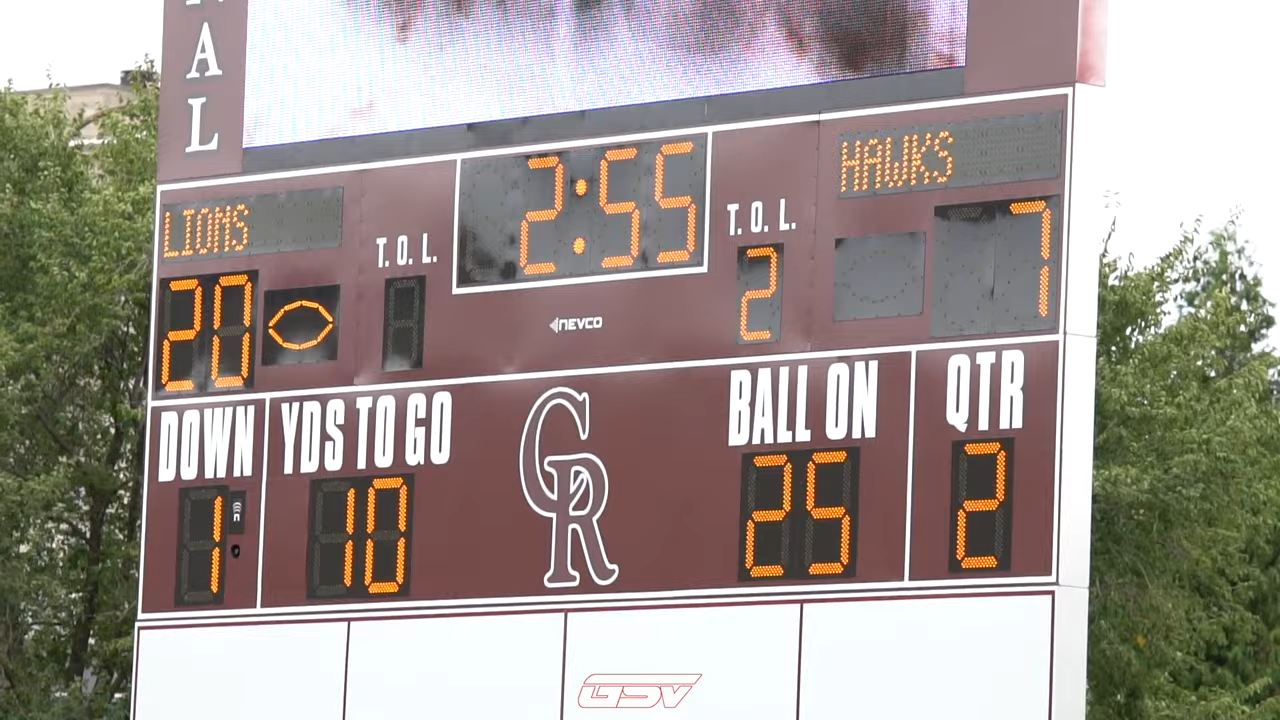 NAL
2:55
HAWKS
LIONS
T.O.L.
T.O.L.
7
20
2
NEVCO
DOWN
YDS TO GO
BALL ON
QTR
1
10
CR
25
2
GSV